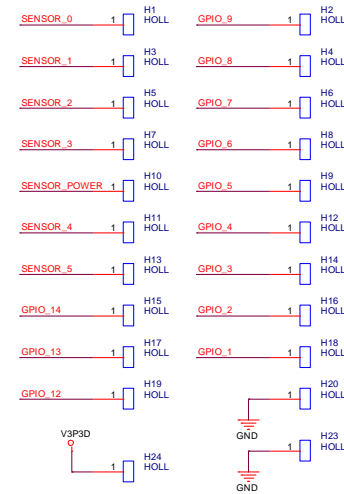 H1 H2
SENSOR_0 1 HOLL GPIO_9 1 HOLL
H3 H4
SENSOR_1 1 HOLL GPIO_8 1 HOLL
H5 H6
SENSOR_2 1 HOLL GPIO_7 1 HOLL
H7 H8
SENSOR_3 1 HOLL GPIO_6 1 HOLL
H10 H9
SENSOR_POWER 1 HOLL GPIO_5 1 HOLL
H11 H12
SENSOR_4 1 HOLL GPIO_4 1 HOLL
H13 H14
SENSOR_5 1 HOLL GPIO_3 1 HOLL
H15 H16
GPIO_14 1 HOLL GPIO_2 1 HOLL
H17 H18
GPIO_13 1 HOLL GPIO_1 1 HOLL
H19 H20
GPIO_12 1 HOLL 1 HOLL
V3P3D GND H23
1 HOLL
H24
1 HOLL
GND